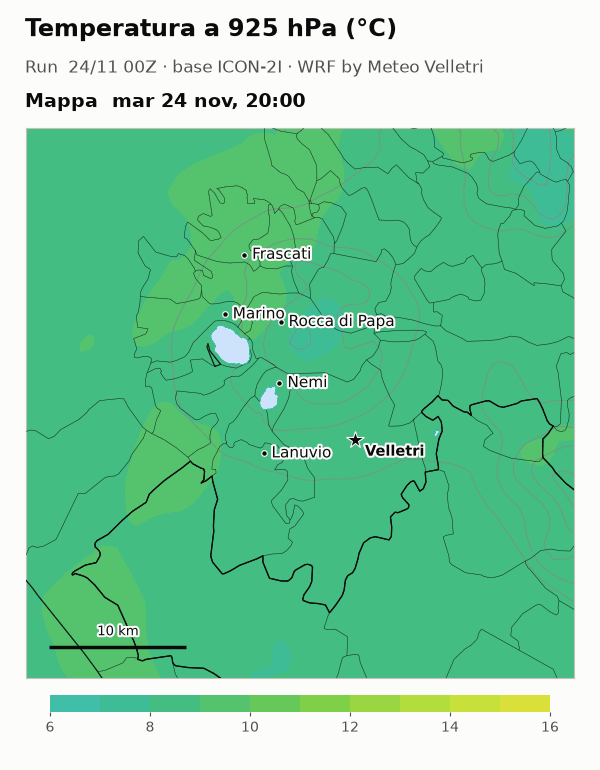 Temperatura a 925 hPa (°C)
Run  24/11 00Z · base ICON-2I · WRF by Meteo Velletri
Mappa  mar 24 nov, 20:00
Frascati
Marino
Rocca di Papa
Nemi
Velletri
Lanuvio
10 km
6 8 10 12 14 16